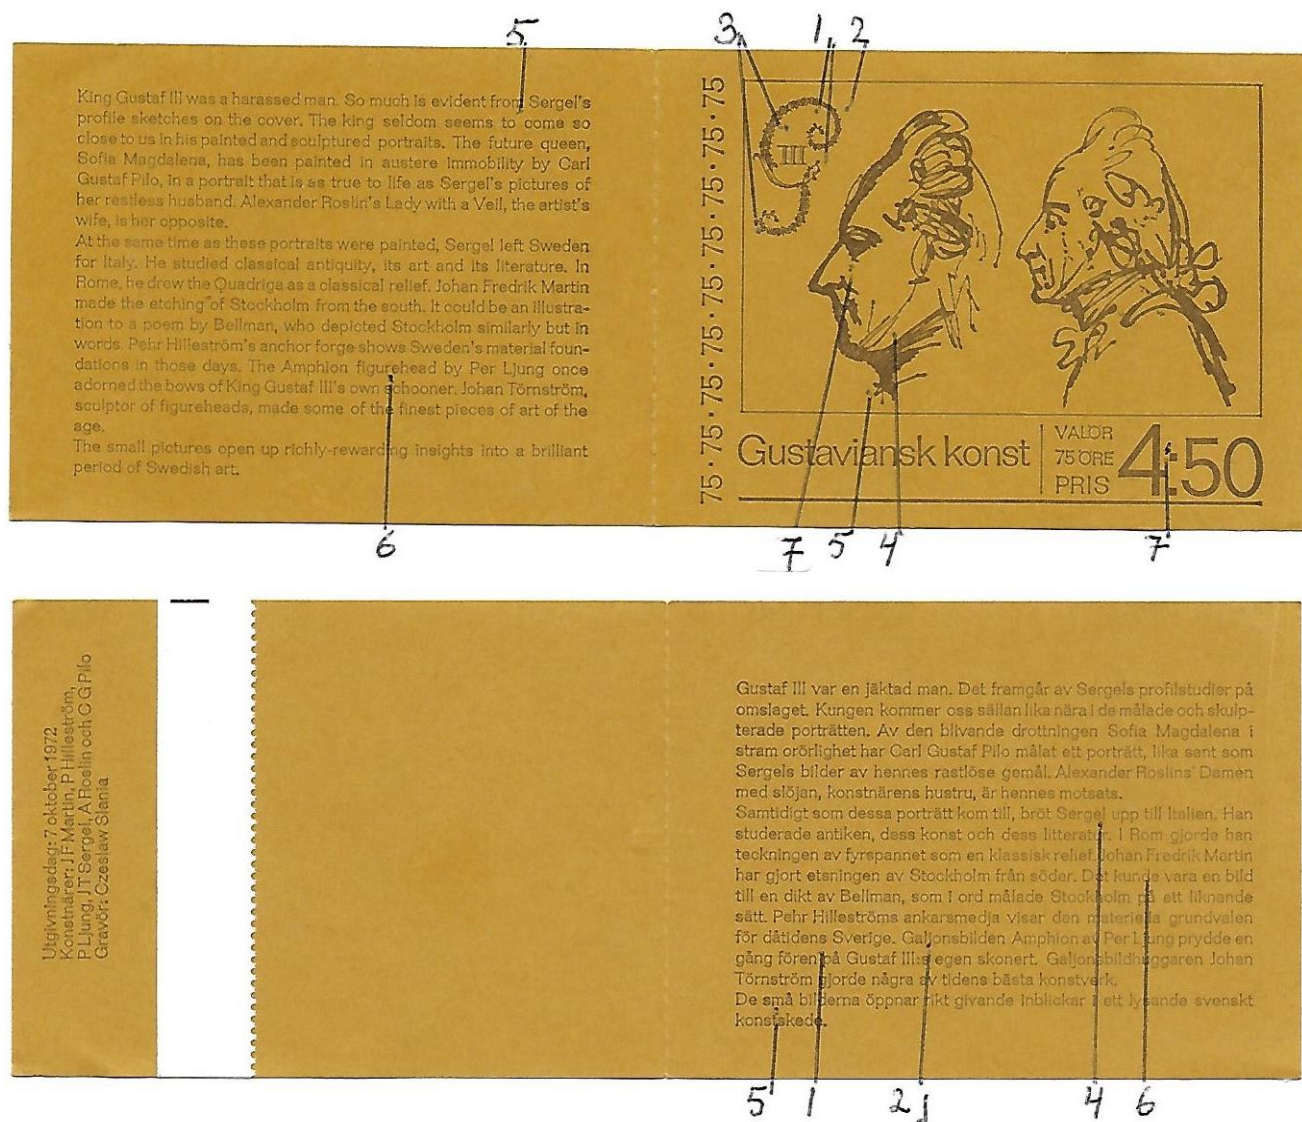 5 3 1, 2
King Gustaf III was a harassed man. So much is evident from Sergel's
profile sketches on the cover. The king seldom seems to come so
close to us in his painted and sculptured portraits. The future queen,
Sofia Magdalena, has been painted in austere immobility by Carl
Gustaf Pilo, in a portrait that is as true to life as Sergel's pictures of
her restless husband. Alexander Roslin's Lady with a Veil, the artist's
wife, is her opposite.
At the same time as these portraits were painted, Sergel left Sweden
for Italy. He studied classical antiquity, its art and its literature. In
Rome, he drew the Quadriga as a classical relief. Johan Fredrik Martin
made the etching of Stockholm from the south. It could be an illustra-
tion to a poem by Bellman, who depicted Stockholm similarly but in
words. Pehr Hilleström's anchor forge shows Sweden's material foun-
dations in those days. The Amphion figurehead by Per Ljung once
adorned the bows of King Gustaf III's own schooner. Johan Törnström,
sculptor of figureheads, made some of the finest pieces of art of the
age.
The small pictures open up richly-rewarding insights into a brilliant
period of Swedish art.
75·75·75·75·75·75·75·75
III
Gustaviansk konst
VALÖR
75 ÖRE
PRIS
4:50
6 7 5 4 7
Utgivningsdag: 7 oktober 1972
Konstnärer: J F Martin, P Hilleström,
P Ljung, J T Sergel, A Roslin och C G Pilo
Gravör: Czeslaw Slania
Gustaf III var en jäktad man. Det framgår av Sergels profilstudier på
omslaget. Kungen kommer oss sällan lika nära i de målade och skulp-
terade porträtten. Av den blivande drottningen Sofia Magdalena i
stram orörlighet har Carl Gustaf Pilo målat ett porträtt, lika sant som
Sergels bilder av hennes rastlöse gemål. Alexander Roslins' Damen
med slöjan, konstnärens hustru, är hennes motsats.
Samtidigt som dessa porträtt kom till, bröt Sergel upp till Italien. Han
studerade antiken, dess konst och dess litteratur. I Rom gjorde han
teckningen av fyrspannet som en klassisk relief. Johan Fredrik Martin
har gjort etsningen av Stockholm från söder. Det kunde vara en bild
till en dikt av Bellman, som i ord målade Stockholm på ett liknande
sätt. Pehr Hilleströms ankarsmedja visar den materiella grundvalen
för dåtidens Sverige. Galjonsbilden Amphion av Per Ljung prydde en
gång fören på Gustaf III:s egen skonert. Galjonsbildhuggaren Johan
Törnström gjorde några av tidens bästa konstverk.
De små bilderna öppnar rikt givande inblickar i ett lysande svenskt
konstskede.
5 1 2 4 6